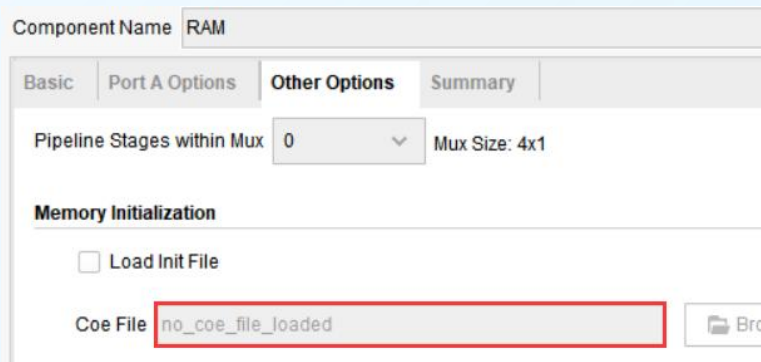 Component Name RAM
Basic Port A Options Other Options Summary
Pipeline Stages within Mux 0 Mux Size: 4x1
Memory Initialization
Load Init File
Coe File no_coe_file_loaded